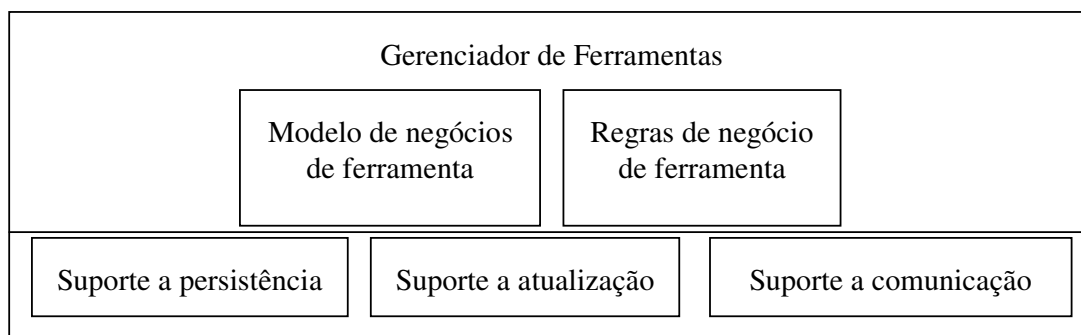 Gerenciador de Ferramentas
Modelo de negócios
de ferramenta
Regras de negócio
de ferramenta
Suporte a persistência
Suporte a atualização
Suporte a comunicação